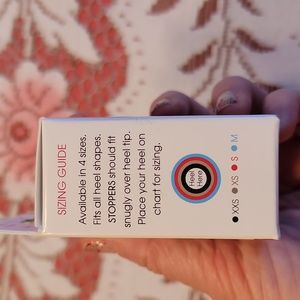 SIZING GUIDE
Available in 4 sizes.
Fits all heel shapes.
STOPPERS should fit
snugly over heel tip.
Place your heel on
chart for sizing.
Heel
Here
XXS XS S M